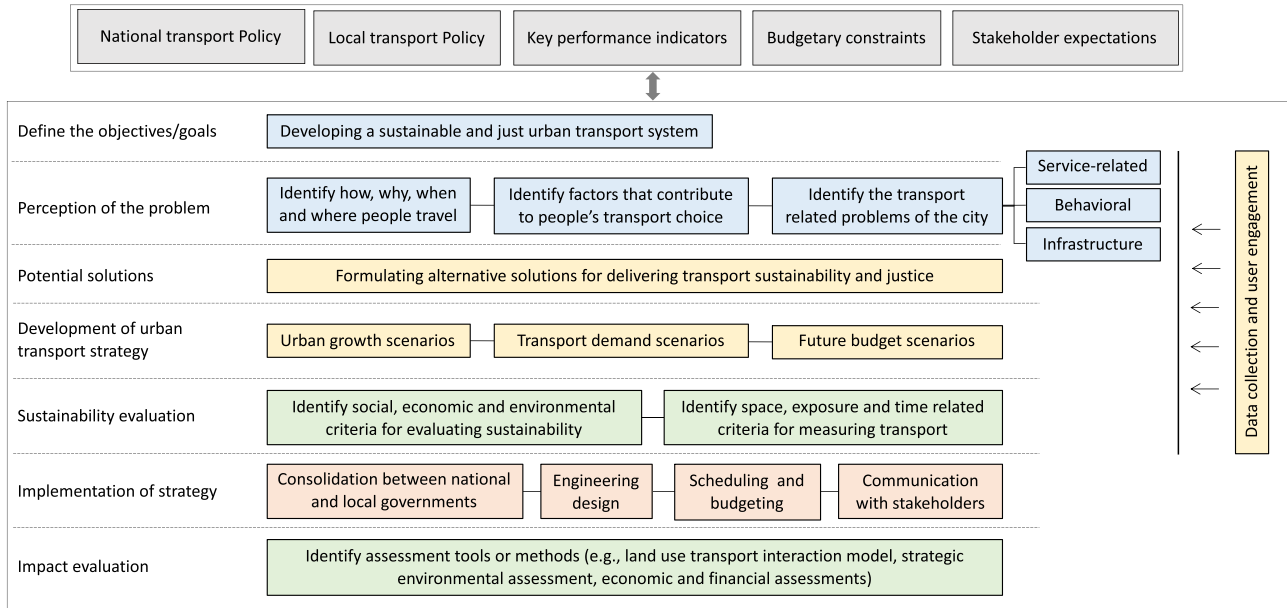 National transport Policy
Local transport Policy
Key performance indicators
Budgetary constraints
Stakeholder expectations
Define the objectives/goals
Developing a sustainable and just urban transport system
Perception of the problem
Identify how, why, when
and where people travel
Identify factors that contribute
to people's transport choice
Identify the transport
related problems of the city
Service-related
Behavioral
Infrastructure
Potential solutions
Formulating alternative solutions for delivering transport sustainability and justice
Development of urban
transport strategy
Urban growth scenarios
Transport demand scenarios
Future budget scenarios
Sustainability evaluation
Identify social, economic and environmental
criteria for evaluating sustainability
Identify space, exposure and time related
criteria for measuring transport
Implementation of strategy
Consolidation between national
and local governments
Engineering
design
Scheduling and
budgeting
Communication
with stakeholders
Impact evaluation
Identify assessment tools or methods (e.g., land use transport interaction model, strategic
environmental assessment, economic and financial assessments)
Data collection and user engagement